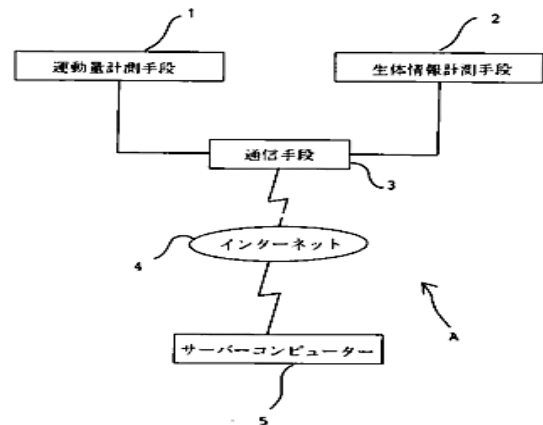 1
2
運動量計測手段
生体情報計測手段
通信手段
3
インターネット
4
サーバーコンピューター
A
5